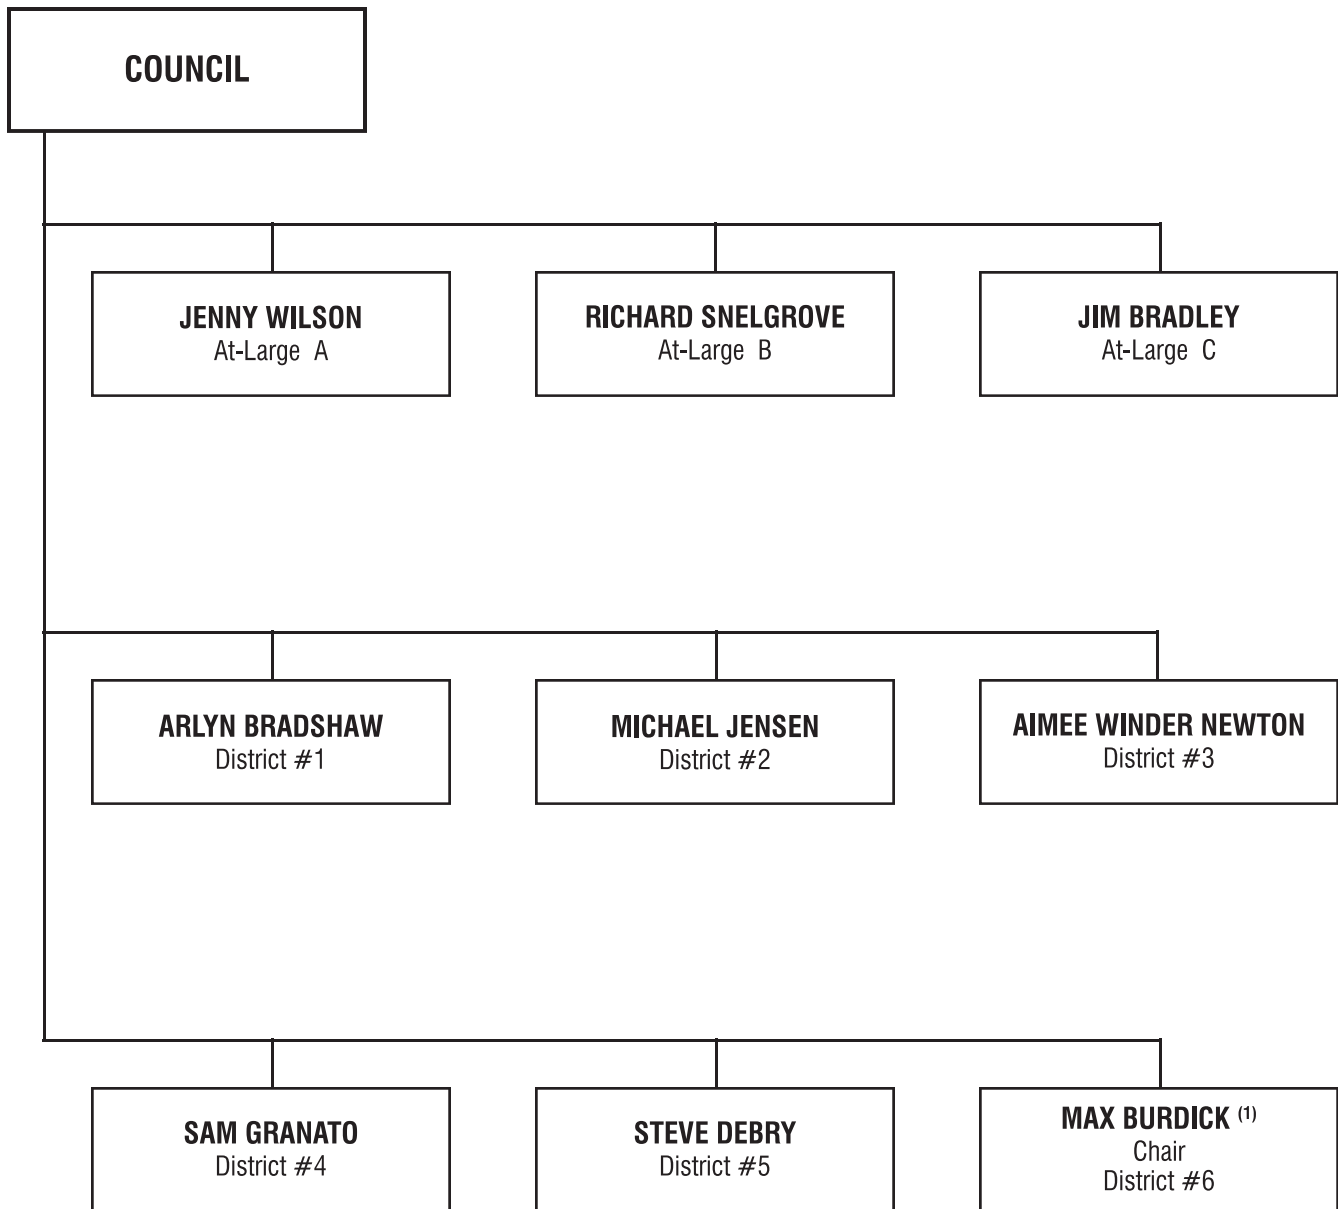 COUNCIL
JENNY WILSON
At-Large A
RICHARD SNELGROVE
At-Large B
JIM BRADLEY
At-Large C
ARLYN BRADSHAW
District #1
MICHAEL JENSEN
District #2
AIMEE WINDER NEWTON
District #3
SAM GRANATO
District #4
STEVE DEBRY
District #5
MAX BURDICK (1)
Chair
District #6